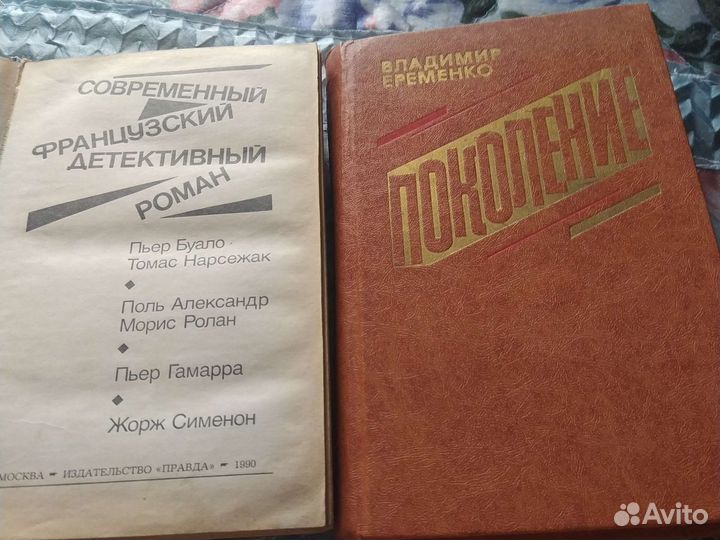 СОВРЕМЕННЫЙ
ФРАНЦУЗСКИЙ
ДЕТЕКТИВНЫЙ
РОМАН
Пьер Буало
Томас Нарсежак
Поль Александр
Морис Ролан
Пьер Гамарра
Жорж Сименон
МОСКВА ИЗДАТЕЛЬСТВО «ПРАВДА» 1990
ВЛАДИМИР
ЕРЕМЕНКО
ПОКОЛЕНИЕ
Avito